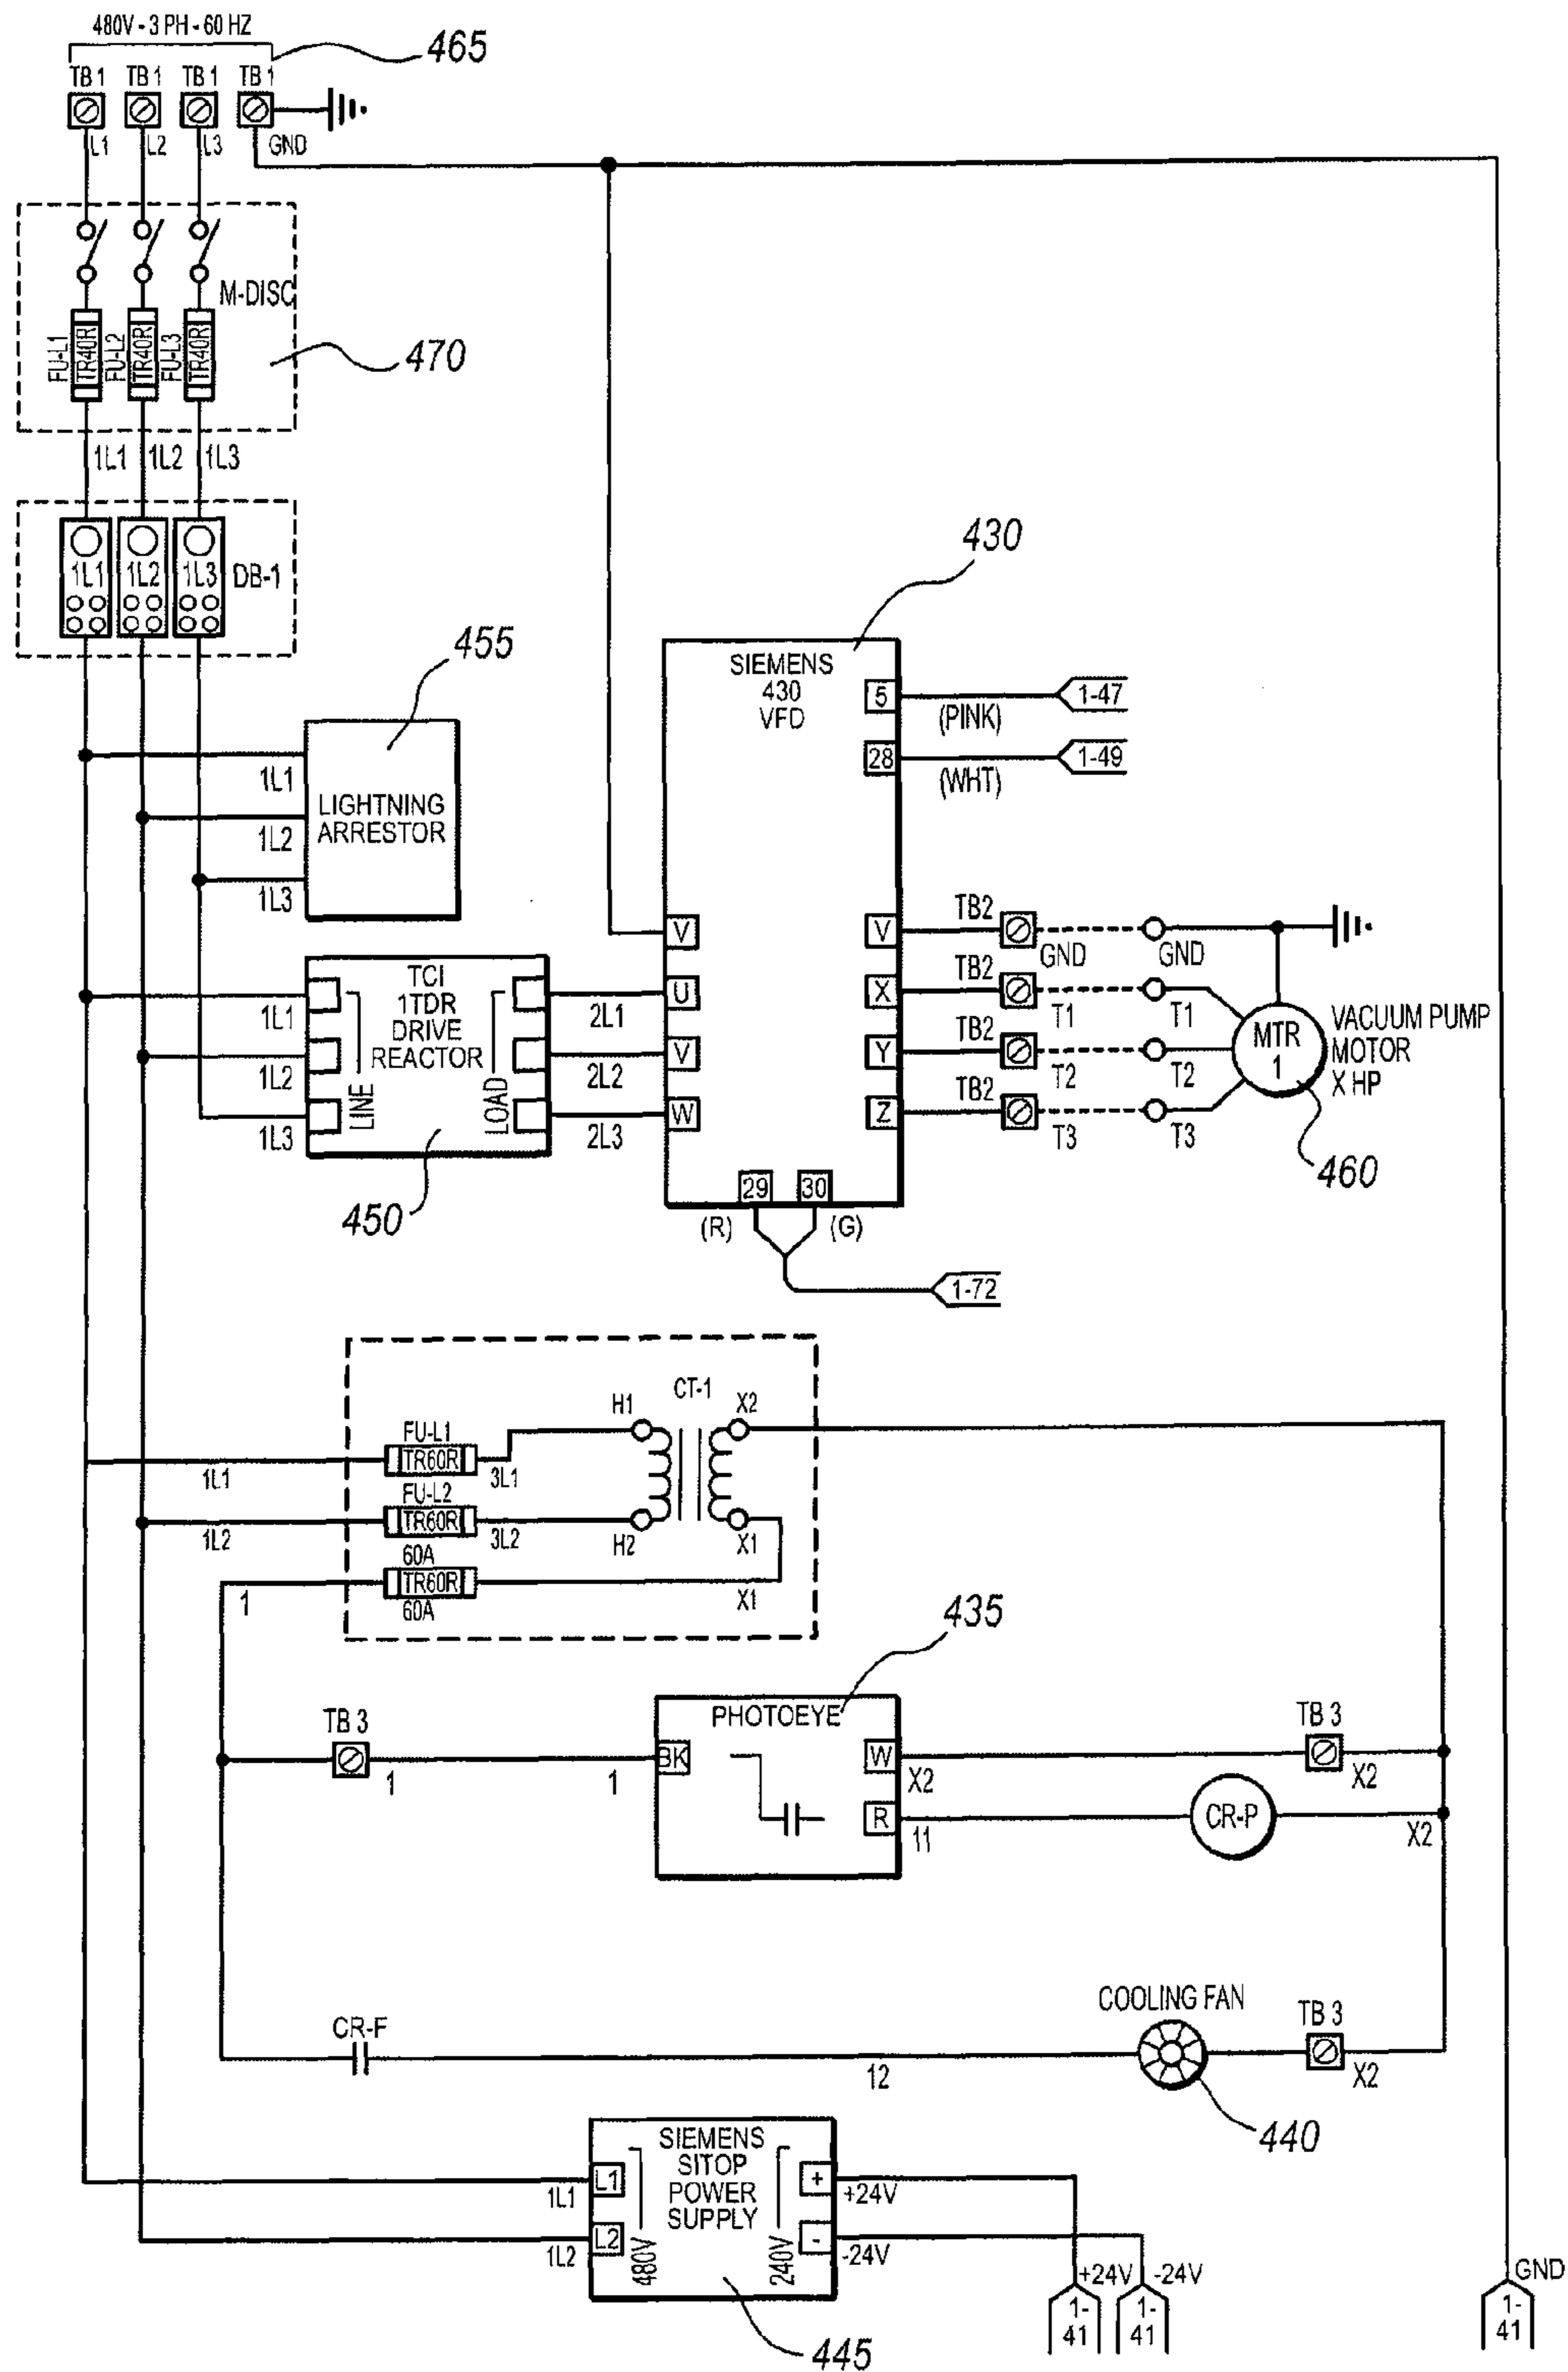 480V - 3 PH - 60 HZ
465
TB 1 TB 1 TB 1 TB 1
L1 L2 L3 GND
M-DISC
FU-L1 TR40R FU-L2 TR40R FU-L3 TR40R
470
1L1 1L2 1L3
1L1 1L2 1L3 DB-1
430
455
SIEMENS
430
VFD
5 (PINK) 1-47
28 (WHT) 1-49
LIGHTNING
ARRESTOR
1L1
1L2
1L3
V
U
V
W
TCI
1TDR
DRIVE
REACTOR
LINE
LOAD
1L1
1L2
1L3
2L1
2L2
2L3
450
V TB2 GND GND
X TB2 T1 T1
Y TB2 T2 T2
Z TB2 T3 T3
MTR
1
VACUUM PUMP
MOTOR
X HP
460
29 30
(R) (G)
1-72
CT-1
H1 X2
FU-L1
TR60R
1L1 3L1
FU-L2
TR60R
1L2 3L2
H2 X1
60A
TR60R
60A
1 X1
435
PHOTOEYE
TB 3 TB 3
1 1 BK W X2 X2
R 11 CR-P X2
COOLING FAN TB 3
CR-F
12 X2
440
SIEMENS
SITOP
POWER
SUPPLY
L1
L2
480V
240V
+
-
1L1 +24V
1L2 -24V
+24V -24V GND
1-
41
1-
41
1-
41
445